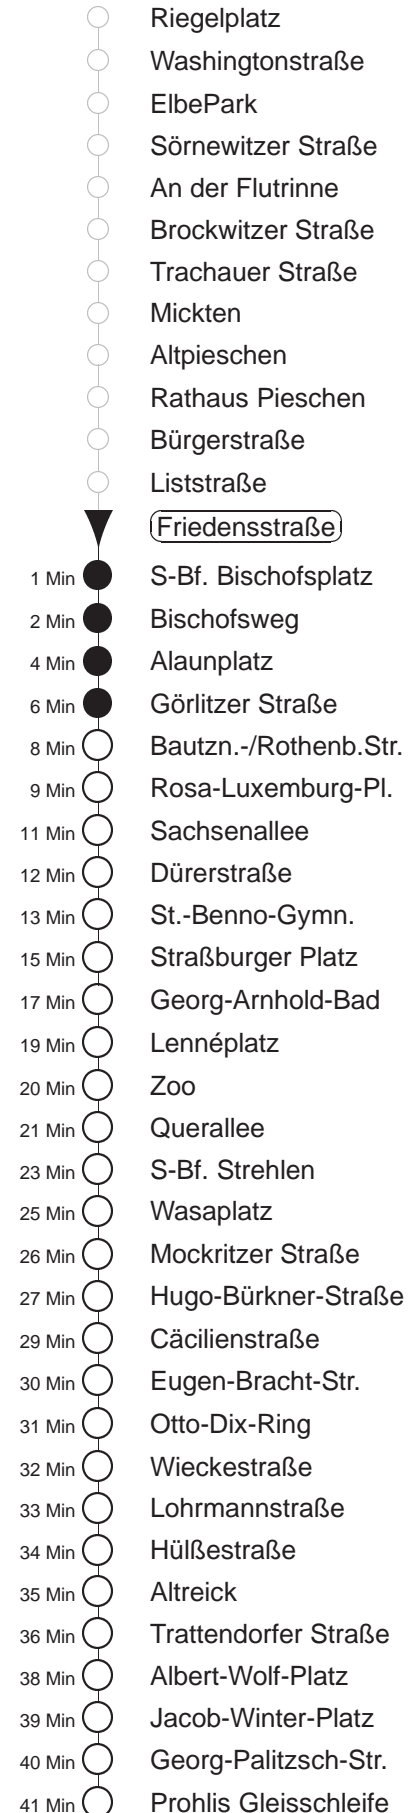 Riegelplatz
Washingtonstraße
ElbePark
Sörnewitzer Straße
An der Flutrinne
Brockwitzer Straße
Trachauer Straße
Mickten
Altpieschen
Rathaus Pieschen
Bürgerstraße
Liststraße
Friedensstraße
1 Min S-Bf. Bischofsplatz
2 Min Bischofsweg
4 Min Alaunplatz
6 Min Görlitzer Straße
8 Min Bautzn.-/Rothenb.Str.
9 Min Rosa-Luxemburg-Pl.
11 Min Sachsenallee
12 Min Dürerstraße
13 Min St.-Benno-Gymn.
15 Min Straßburger Platz
17 Min Georg-Arnhold-Bad
19 Min Lennéplatz
20 Min Zoo
21 Min Querallee
23 Min S-Bf. Strehlen
25 Min Wasaplatz
26 Min Mockritzer Straße
27 Min Hugo-Bürkner-Straße
29 Min Cäcilienstraße
30 Min Eugen-Bracht-Str.
31 Min Otto-Dix-Ring
32 Min Wieckestraße
33 Min Lohrmannstraße
34 Min Hülßestraße
35 Min Altreick
36 Min Trattendorfer Straße
38 Min Albert-Wolf-Platz
39 Min Jacob-Winter-Platz
40 Min Georg-Palitzsch-Str.
41 Min Prohlis Gleisschleife